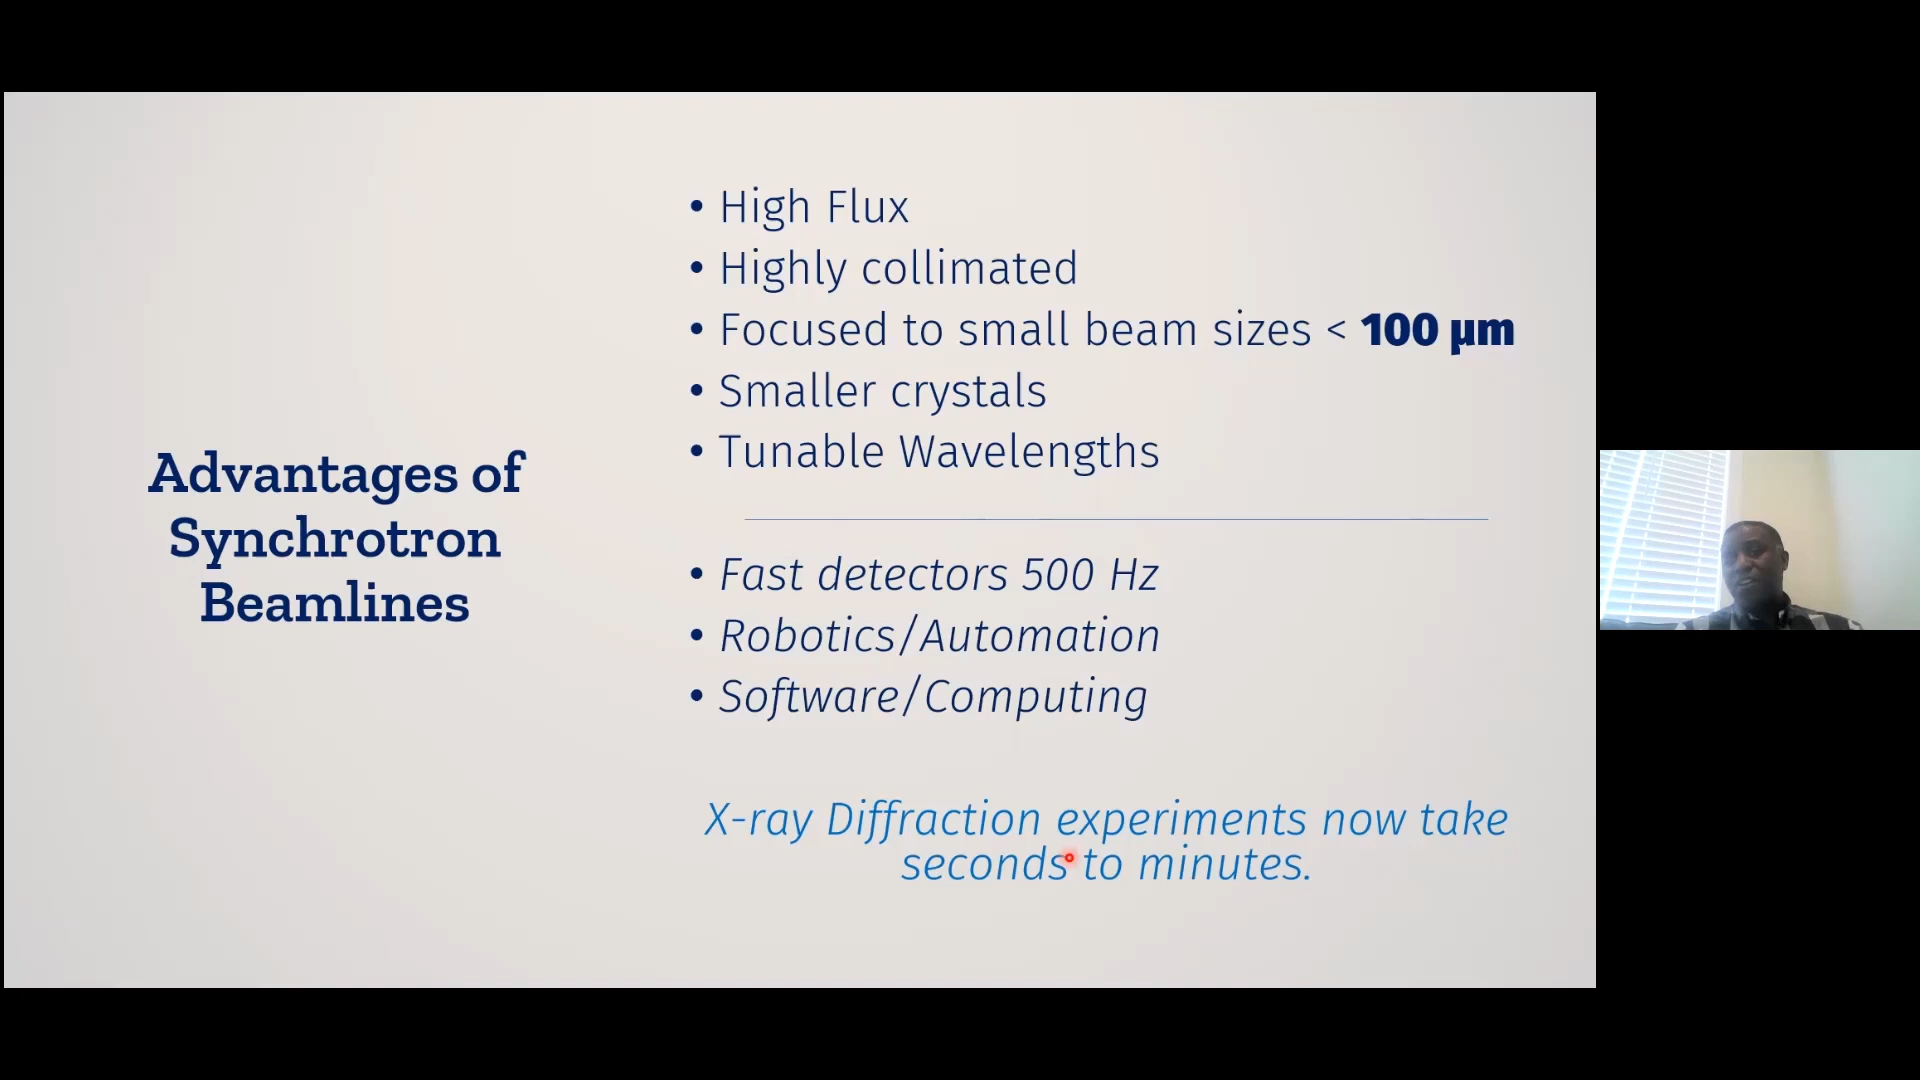 Advantages of
Synchrotron
Beamlines
• High Flux
• Highly collimated
• Focused to small beam sizes < 100 µm
• Smaller crystals
• Tunable Wavelengths
• Fast detectors 500 Hz
• Robotics/Automation
• Software/Computing
X-ray Diffraction experiments now take
seconds to minutes.